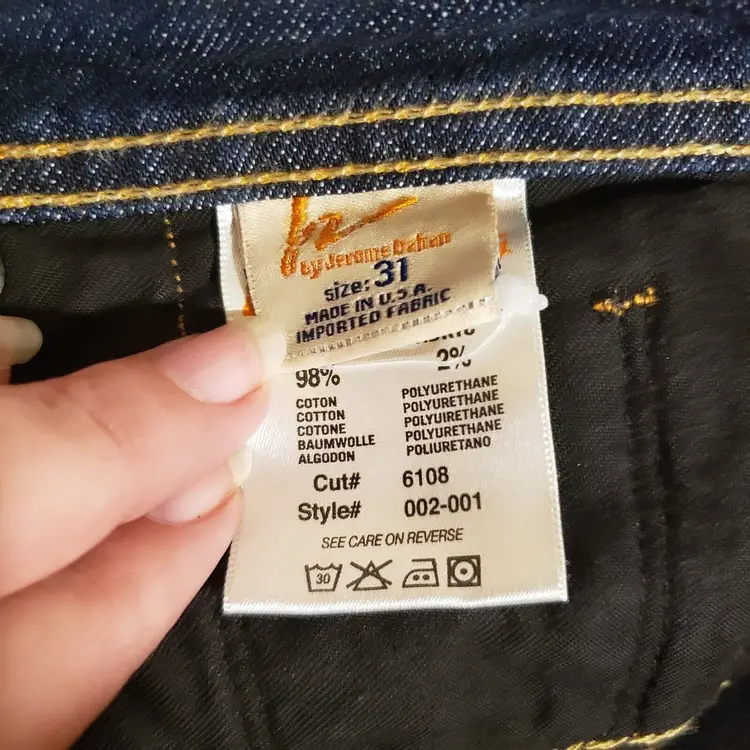 by Jerome Dahan
size: 31
MADE IN U.S.A.
IMPORTED FABRIC
98% 2%
COTON POLYURETHANE
COTTON POLYURETHANE
COTONE POLYUIRETHANE
BAUMWOLLE POLYURETHANE
ALGODON POLIURETANO
Cut# 6108
Style# 002-001
SEE CARE ON REVERSE
30